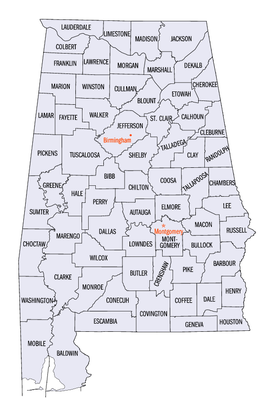 LAUDERDALE
LIMESTONE
MADISON
JACKSON
COLBERT
FRANKLIN
LAWRENCE
MORGAN
MARSHALL
DEKALB
MARION
WINSTON
CULLMAN
BLOUNT
ETOWAH
CHEROKEE
LAMAR
FAYETTE
WALKER
JEFFERSON
ST. CLAIR
CALHOUN
CLEBURNE
Birmingham
PICKENS
TUSCALOOSA
SHELBY
TALLADEGA
CLAY
RANDOLPH
BIBB
GREENE
HALE
PERRY
CHILTON
COOSA
TALLAPOOSA
CHAMBERS
SUMTER
AUTAUGA
ELMORE
LEE
CHOCTAW
MARENGO
DALLAS
LOWNDES
Montgomery
MONT-
GOMERY
MACON
RUSSELL
BULLOCK
WILCOX
CLARKE
BUTLER
CRENSHAW
PIKE
BARBOUR
WASHINGTON
MONROE
CONECUH
COVINGTON
COFFEE
DALE
HENRY
ESCAMBIA
GENEVA
HOUSTON
MOBILE
BALDWIN